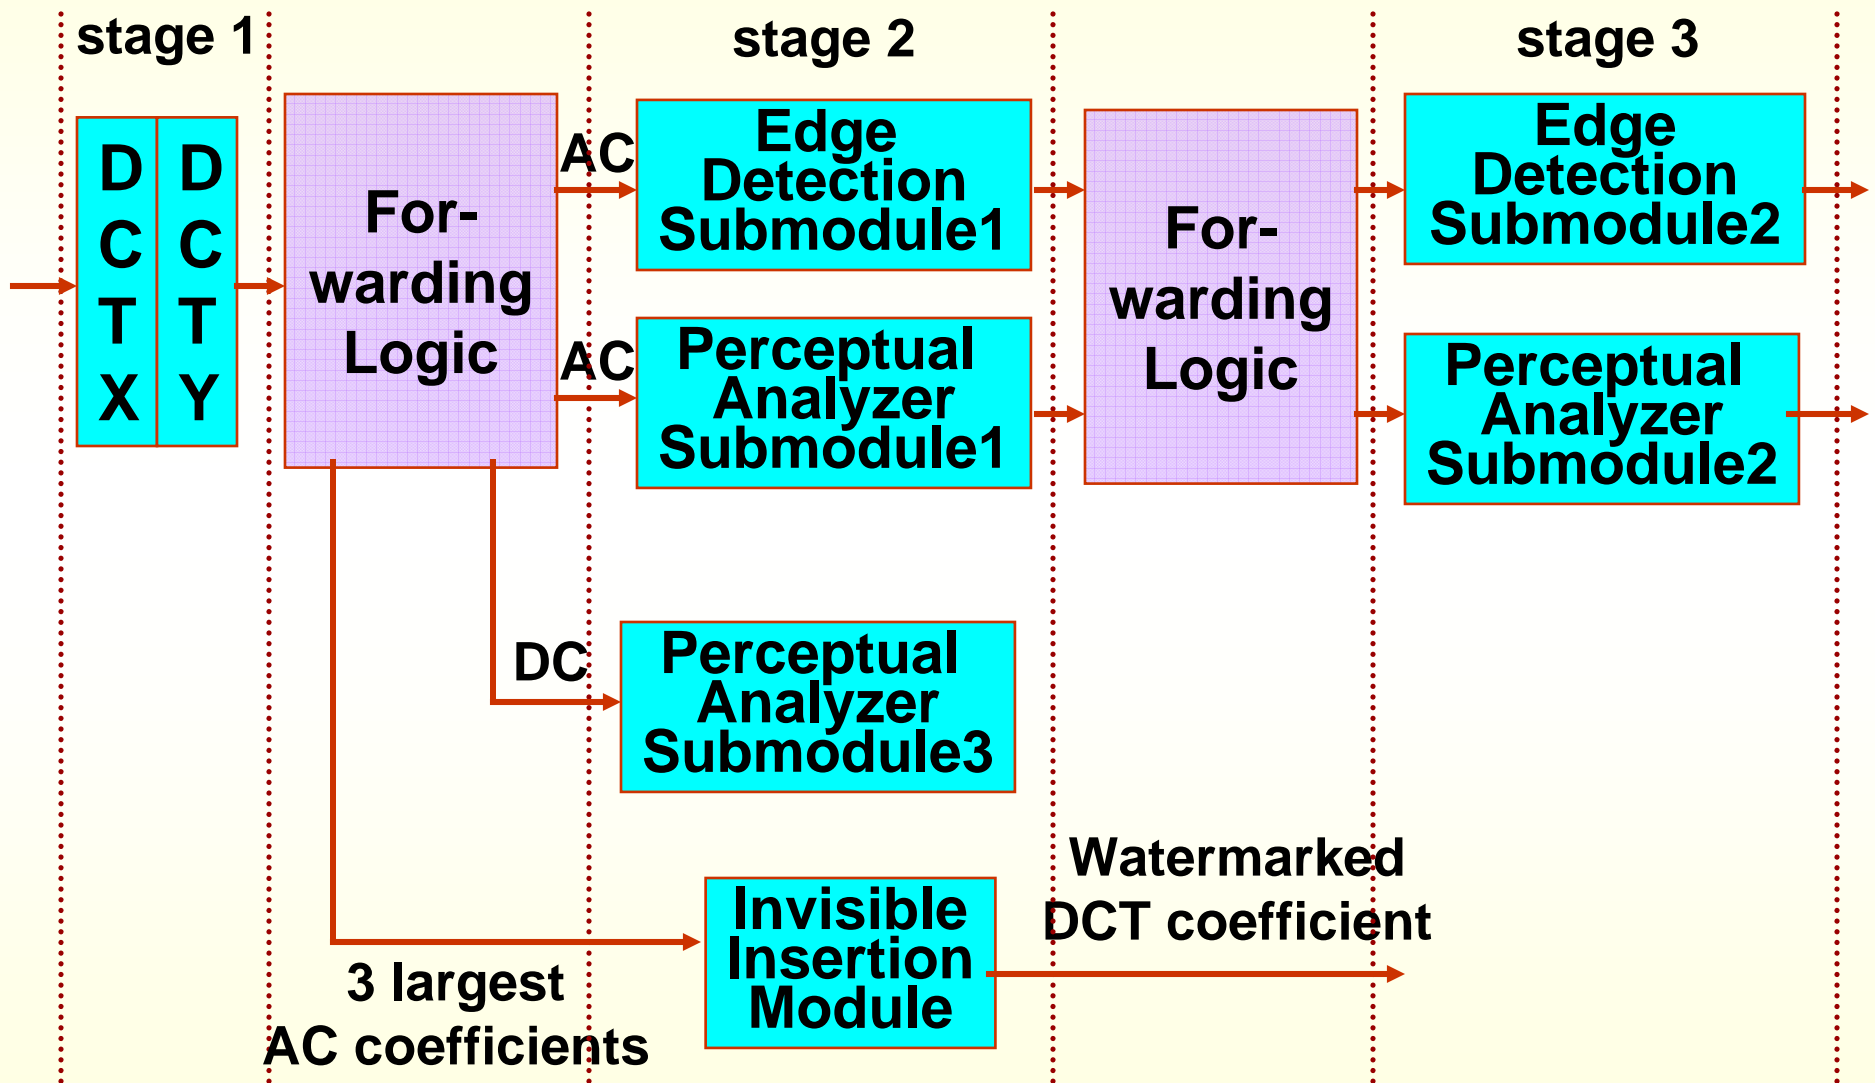 stage 1
stage 2
stage 3
D
C
T
X
D
C
T
Y
For-
warding
Logic
AC
Edge
Detection
Submodule1
AC
Perceptual
Analyzer
Submodule1
For-
warding
Logic
Edge
Detection
Submodule2
Perceptual
Analyzer
Submodule2
DC
Perceptual
Analyzer
Submodule3
3 largest
AC coefficients
Invisible
Insertion
Module
Watermarked
DCT coefficient